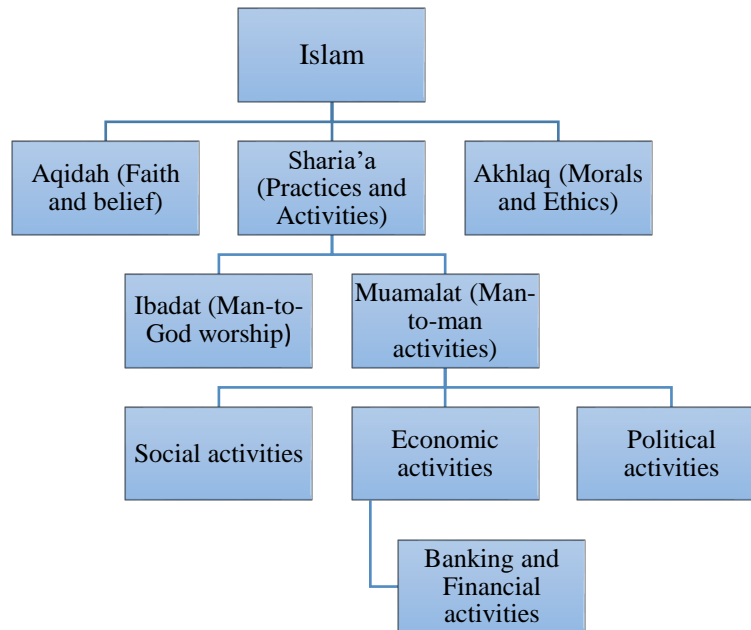 Islam
Aqidah (Faith
and belief)
Sharia’a
(Practices and
Activities)
Akhlaq (Morals
and Ethics)
Ibadat (Man-to-
God worship)
Muamalat (Man-
to-man
activities)
Social activities
Economic
activities
Political
activities
Banking and
Financial
activities